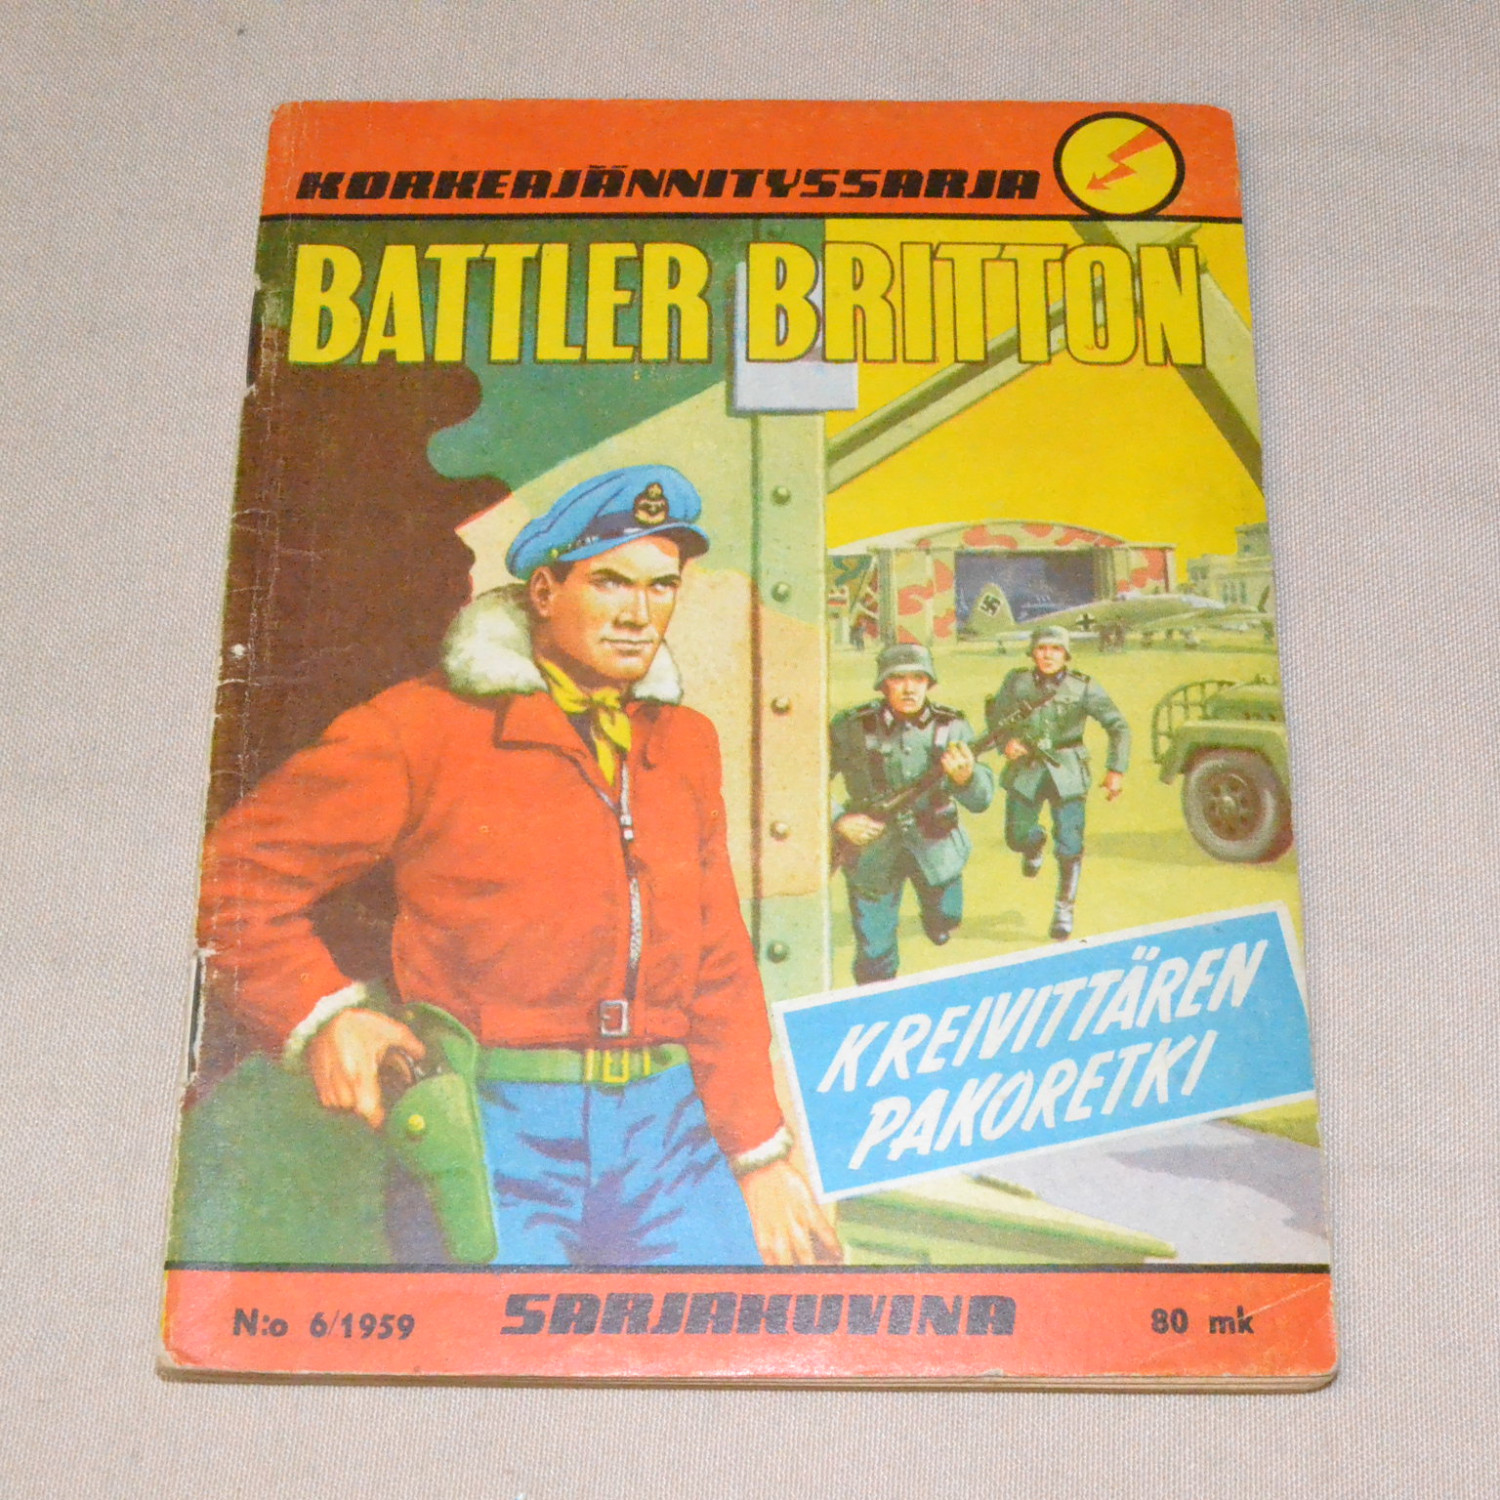 KORKEAJÄNNITYSSARJA
BATTLER BRITTON
KREIVITTÄREN
PAKORETKI
N:o 6/1959
SARJAKUVINA
80 mk